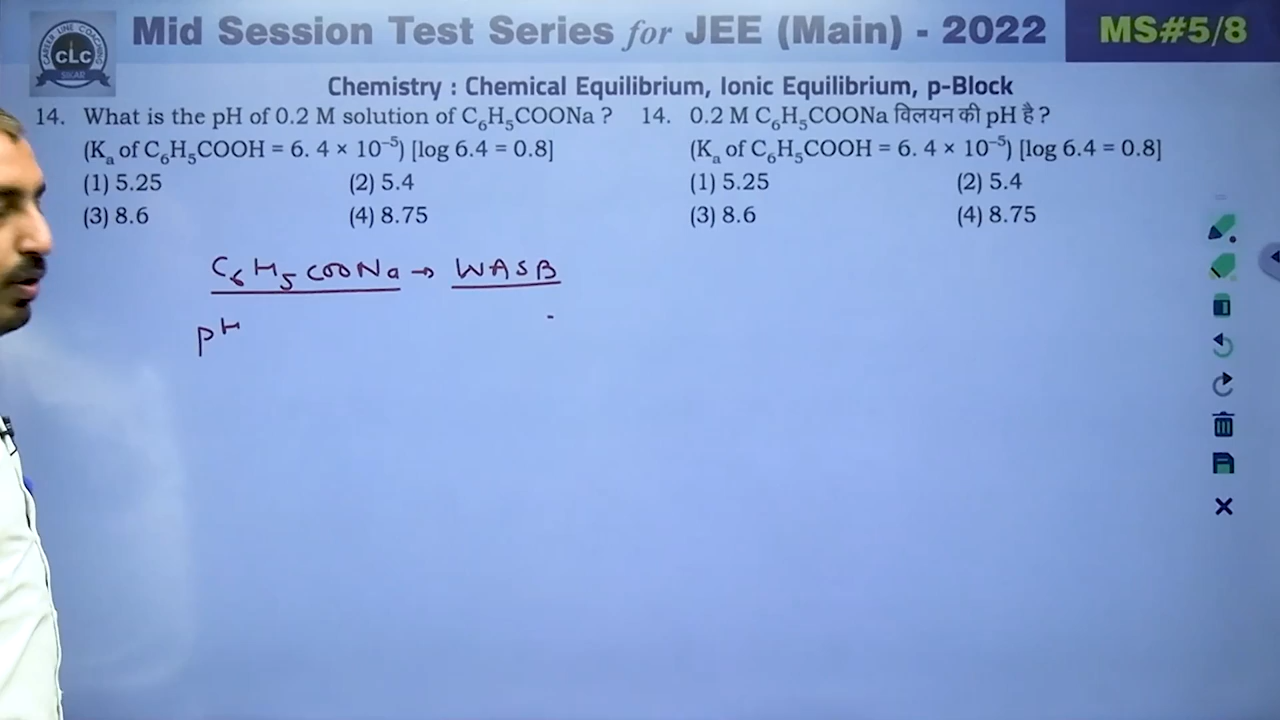 Mid Session Test Series for JEE (Main) - 2022
MS#5/8
CAREER LINE COACHING
CLC
SIKAR
Chemistry : Chemical Equilibrium, Ionic Equilibrium, p-Block
14. What is the pH of 0.2 M solution of C₆H₅COONa ?
(Kₐ of C₆H₅COOH = 6. 4 × 10⁻⁵) [log 6.4 = 0.8]
(1) 5.25 (2) 5.4
(3) 8.6 (4) 8.75
14. 0.2 M C₆H₅COONa विलयन की pH है ?
(Kₐ of C₆H₅COOH = 6. 4 × 10⁻⁵) [log 6.4 = 0.8]
(1) 5.25 (2) 5.4
(3) 8.6 (4) 8.75
C₆H₅COONa → WASB
pH